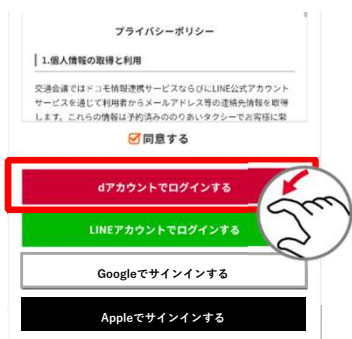 プライバシーポリシー
1.個人情報の取得と利用
交通会議ではドコモ情報連携サービスならびにLINE公式アカウント
サービスを通じて利用者からメールアドレス等の連絡先情報を取得
します。これらの情報は予約済みののりあいタクシーでお客様に緊
同意する
dアカウントでログインする
LINEアカウントでログインする
Googleでサインインする
Appleでサインインする